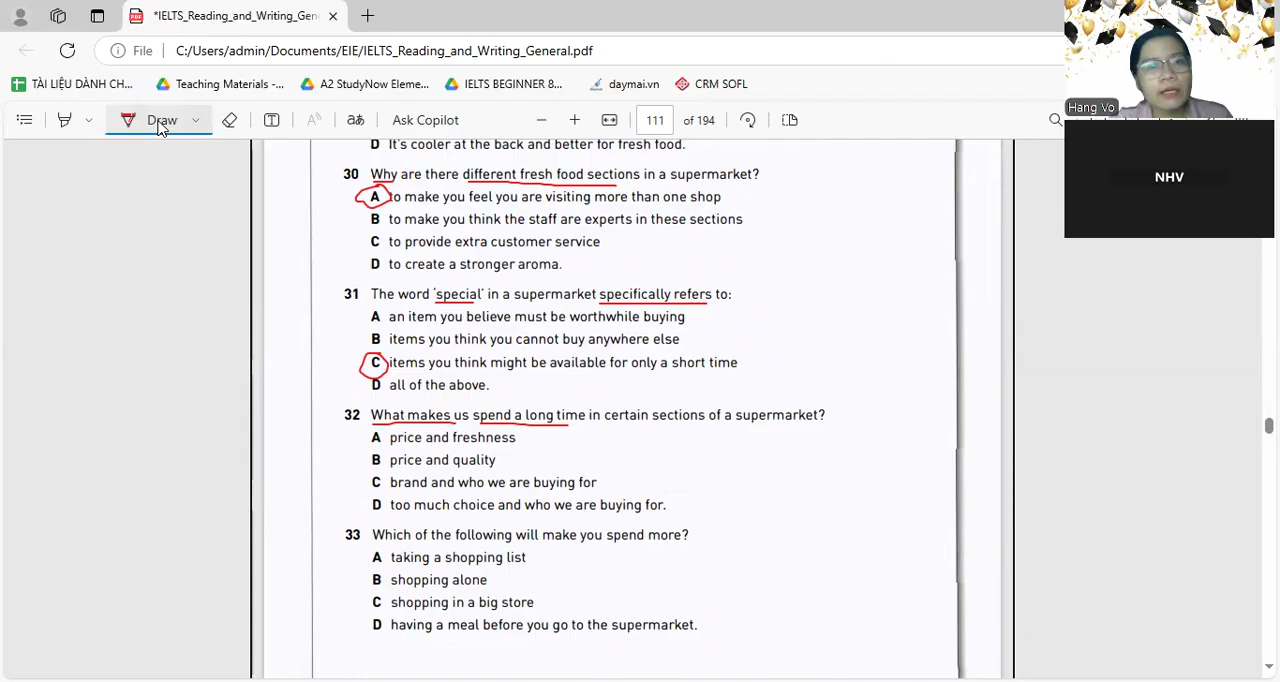 *IELTS_Reading_and_Writing_Gen
File C:/Users/admin/Documents/EIE/IELTS_Reading_and_Writing_General.pdf
TÀI LIỆU DÀNH CH... Teaching Materials -... A2 StudyNow Eleme... IELTS BEGINNER 8... daymai.vn CRM SOFL
Draw Ask Copilot 111 of 194
Hang Vo
NHV
D It's cooler at the back and better for fresh food.
30 Why are there different fresh food sections in a supermarket?
A to make you feel you are visiting more than one shop
B to make you think the staff are experts in these sections
C to provide extra customer service
D to create a stronger aroma.
31 The word 'special' in a supermarket specifically refers to:
A an item you believe must be worthwhile buying
B items you think you cannot buy anywhere else
C items you think might be available for only a short time
D all of the above.
32 What makes us spend a long time in certain sections of a supermarket?
A price and freshness
B price and quality
C brand and who we are buying for
D too much choice and who we are buying for.
33 Which of the following will make you spend more?
A taking a shopping list
B shopping alone
C shopping in a big store
D having a meal before you go to the supermarket.